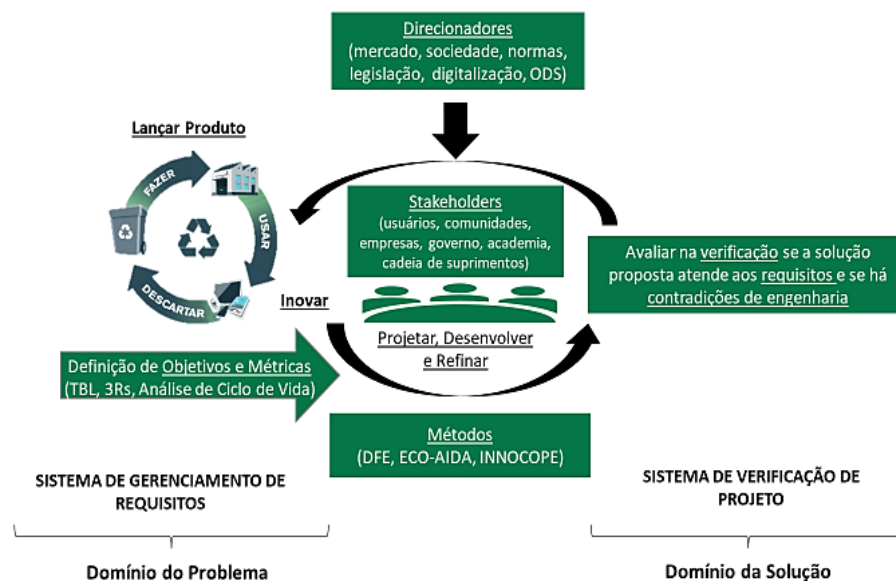 Direcionadores
(mercado, sociedade, normas,
legislação, digitalização, ODS)
Lançar Produto
FAZER
USAR
DESCARTAR
Inovar
Stakeholders
(usuários, comunidades,
empresas, governo, academia,
cadeia de suprimentos)
Projetar, Desenvolver
e Refinar
Avaliar na verificação se a solução
proposta atende aos requisitos e se há
contradições de engenharia
Definição de Objetivos e Métricas
(TBL, 3Rs, Análise de Ciclo de Vida)
Métodos
(DFE, ECO-AIDA, INNOCOPE)
SISTEMA DE GERENCIAMENTO DE
REQUISITOS
SISTEMA DE VERIFICAÇÃO DE
PROJETO
Domínio do Problema
Domínio da Solução